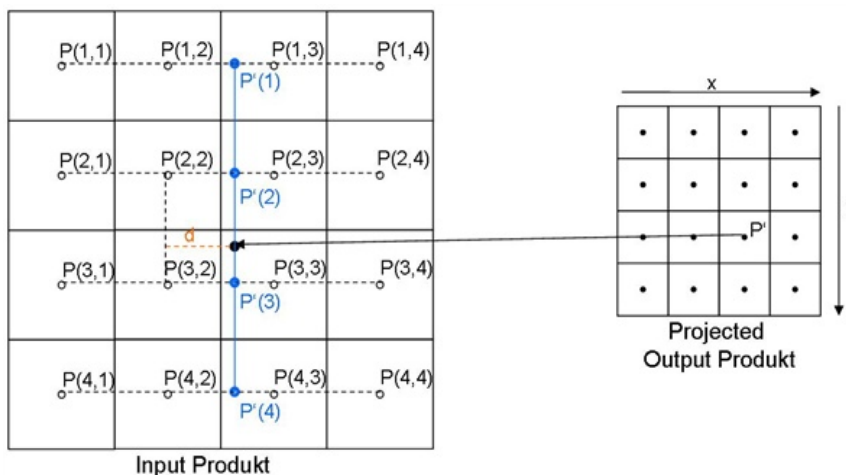 P(1,1) P(1,2) P(1,3) P(1,4)
P'(1)
P(2,1) P(2,2) P(2,3) P(2,4)
P'(2)
d
P(3,1) P(3,2) P(3,3) P(3,4)
P'(3)
P(4,1) P(4,2) P(4,3) P(4,4)
P'(4)
Input Produkt
x
P'
Projected
Output Produkt